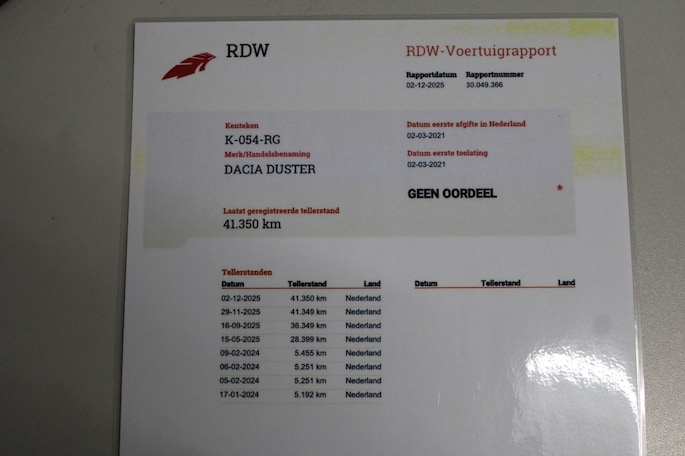 RDW
RDW-Voertuigrapport
Rapportdatum Rapportnummer
02-12-2025 30.049.366
Kenteken
K-054-RG
Merk/Handelsbenaming
DACIA DUSTER
Datum eerste afgifte in Nederland
02-03-2021
Datum eerste toelating
02-03-2021
GEEN OORDEEL *
Laatst geregistreerde tellerstand
41.350 km
Tellerstanden
Datum Tellerstand Land
02-12-2025 41.350 km Nederland
29-11-2025 41.349 km Nederland
16-09-2025 36.349 km Nederland
15-05-2025 28.399 km Nederland
09-02-2024 5.455 km Nederland
06-02-2024 5.251 km Nederland
05-02-2024 5.251 km Nederland
17-01-2024 5.192 km Nederland
Datum Tellerstand Land